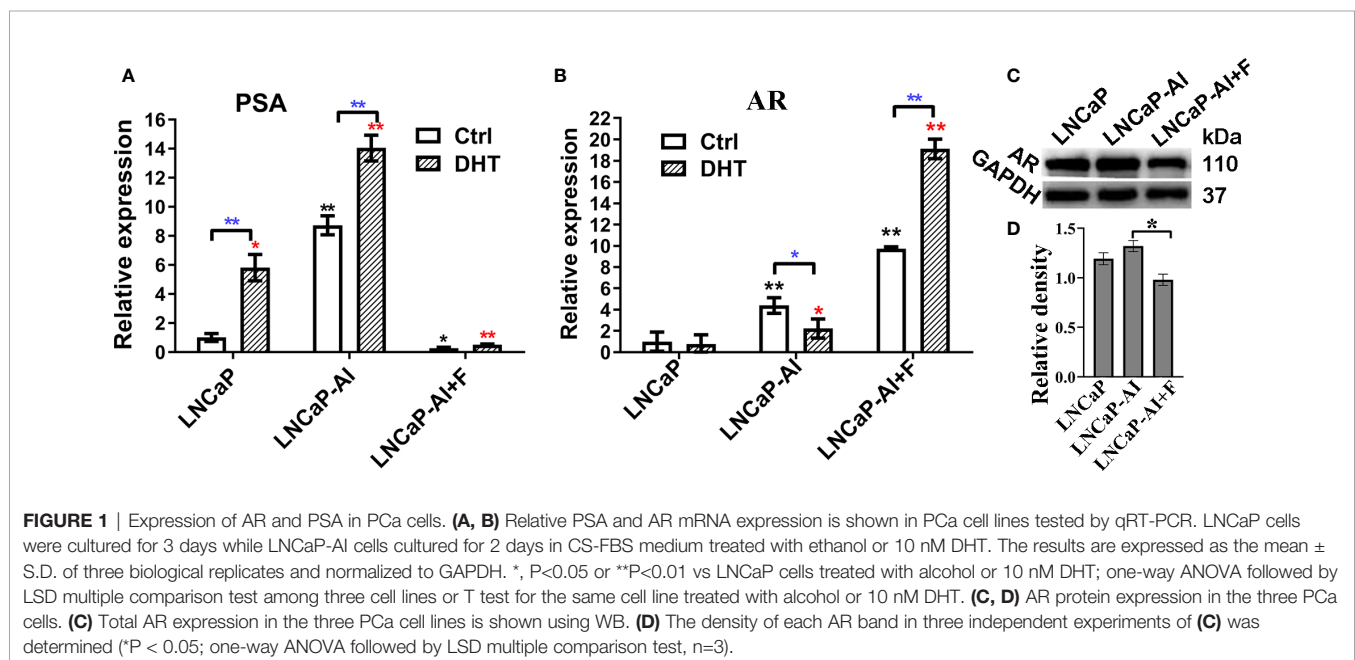 A
PSA
**
**
**
**
*
*
**
Ctrl
DHT
Relative expression
16
14
12
10
8
6
4
2
0
LNCaP
LNCaP-AI
LNCaP-AI+F
B
AR
**
**
**
*
**
*
Ctrl
DHT
Relative expression
22
20
18
16
14
12
10
8
6
4
2
0
LNCaP
LNCaP-AI
LNCaP-AI+F
C
LNCaP
LNCaP-AI
LNCaP-AI+F
kDa
AR
110
GAPDH
37
D
*
Relative density
1.5
1.0
1.5
0.0
LNCaP
LNCaP-AI
LNCaP-AI+F
FIGURE 1 | Expression of AR and PSA in PCa cells. (A, B) Relative PSA and AR mRNA expression is shown in PCa cell lines tested by qRT-PCR. LNCaP cells
were cultured for 3 days while LNCaP-AI cells cultured for 2 days in CS-FBS medium treated with ethanol or 10 nM DHT. The results are expressed as the mean ±
S.D. of three biological replicates and normalized to GAPDH. *, P<0.05 or **P<0.01 vs LNCaP cells treated with alcohol or 10 nM DHT; one-way ANOVA followed by
LSD multiple comparison test among three cell lines or T test for the same cell line treated with alcohol or 10 nM DHT. (C, D) AR protein expression in the three PCa
cells. (C) Total AR expression in the three PCa cell lines is shown using WB. (D) The density of each AR band in three independent experiments of (C) was
determined (*P < 0.05; one-way ANOVA followed by LSD multiple comparison test, n=3).